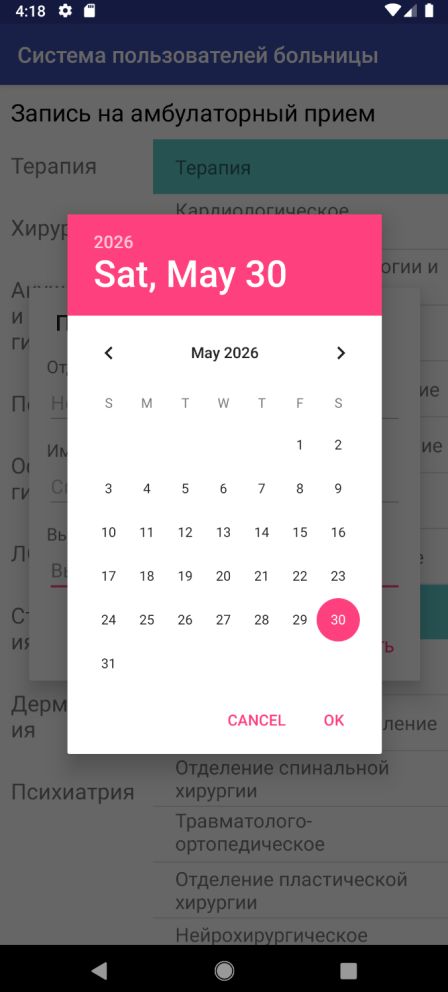 4:18
Система пользователей больницы
Запись на амбулаторный прием
Терапия
Терапия
Кардиологическое
2026
Sat, May 30
May 2026
S M T W T F S
1 2
3 4 5 6 7 8 9
10 11 12 13 14 15 16
17 18 19 20 21 22 23
24 25 26 27 28 29 30
31
CANCEL OK
Психиатрия
Отделение спинальной
хирургии
Травматолого-
ортопедическое
Отделение пластической
хирургии
Нейрохирургическое